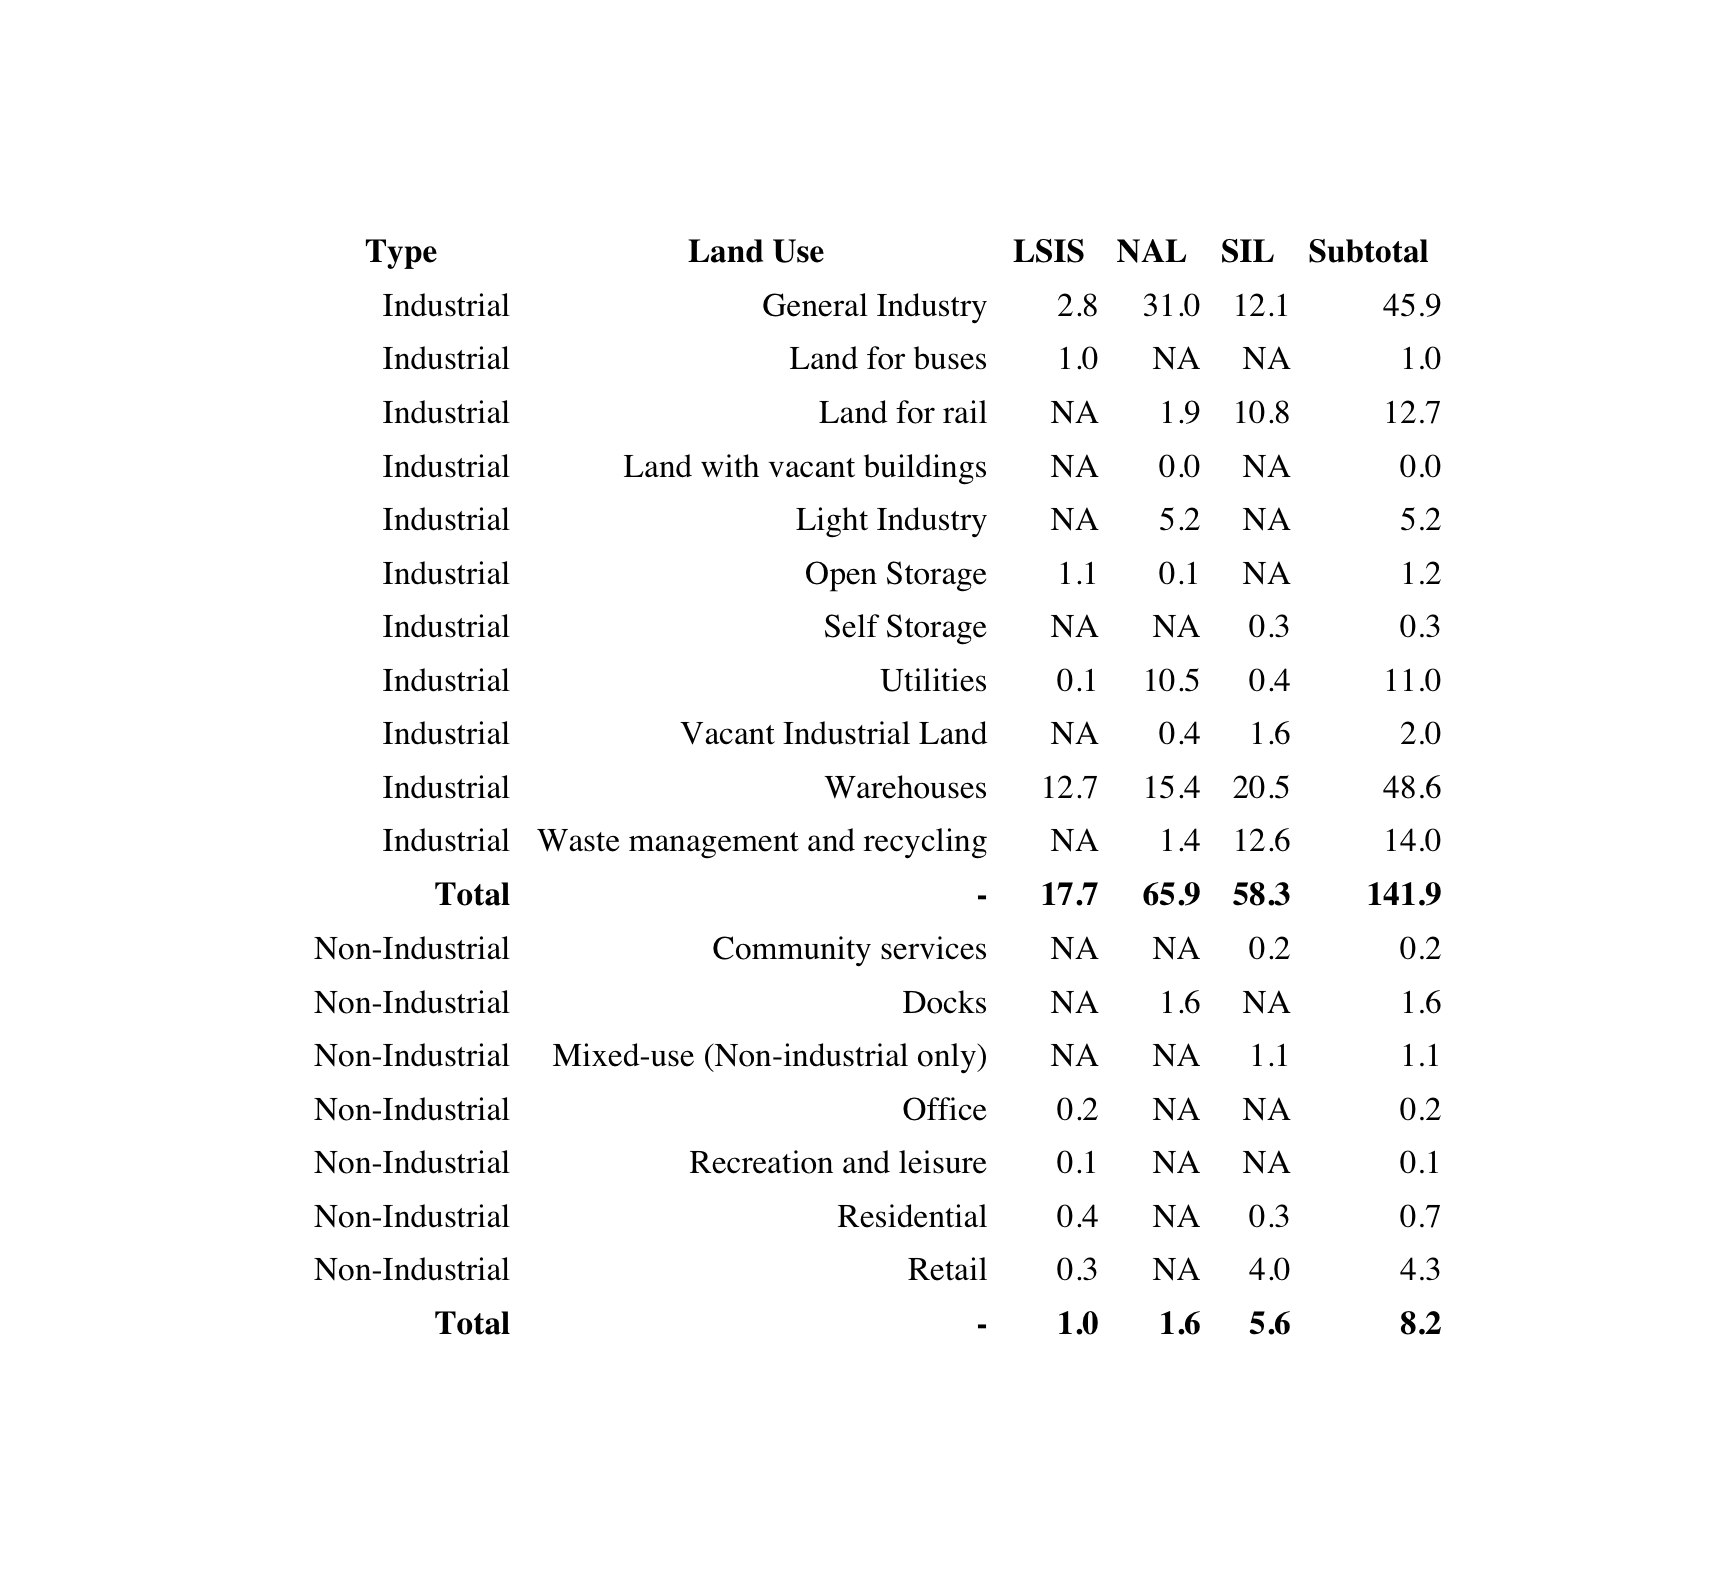 Type Land Use LSIS NAL SIL Subtotal
Industrial General Industry 2.8 31.0 12.1 45.9
Industrial Land for buses 1.0 NA NA 1.0
Industrial Land for rail NA 1.9 10.8 12.7
Industrial Land with vacant buildings NA 0.0 NA 0.0
Industrial Light Industry NA 5.2 NA 5.2
Industrial Open Storage 1.1 0.1 NA 1.2
Industrial Self Storage NA NA 0.3 0.3
Industrial Utilities 0.1 10.5 0.4 11.0
Industrial Vacant Industrial Land NA 0.4 1.6 2.0
Industrial Warehouses 12.7 15.4 20.5 48.6
Industrial Waste management and recycling NA 1.4 12.6 14.0
Total - 17.7 65.9 58.3 141.9
Non-Industrial Community services NA NA 0.2 0.2
Non-Industrial Docks NA 1.6 NA 1.6
Non-Industrial Mixed-use (Non-industrial only) NA NA 1.1 1.1
Non-Industrial Office 0.2 NA NA 0.2
Non-Industrial Recreation and leisure 0.1 NA NA 0.1
Non-Industrial Residential 0.4 NA 0.3 0.7
Non-Industrial Retail 0.3 NA 4.0 4.3
Total - 1.0 1.6 5.6 8.2